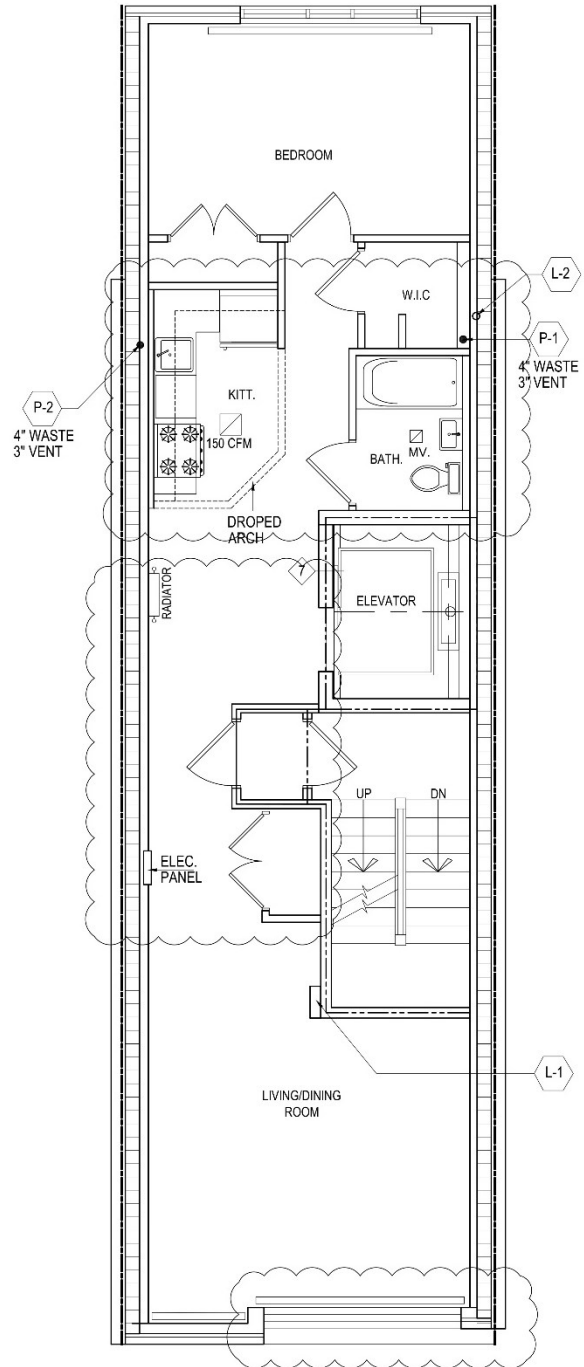 BEDROOM
L-2
W.I.C
P-1
4" WASTE
3" VENT
P-2
4" WASTE
3" VENT
KITT.
150 CFM
MV.
BATH.
DROPED
ARCH
7
ELEVATOR
RADIATOR
UP
DN
ELEC.
PANEL
L-1
LIVING/DINING
ROOM